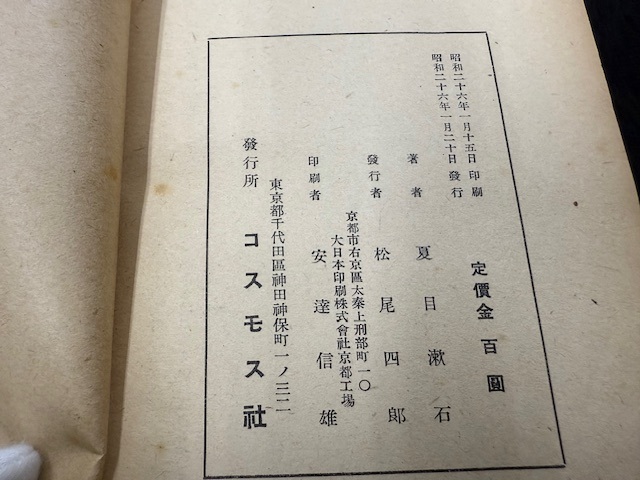 定價金 百圓
昭和二十六年一月十五日 印刷
昭和二十六年一月二十日 發行
著者 夏目漱石
發行者 松尾四郎
京都市右京區太秦上刑部町一〇
大日本印刷株式會社京都工場
印刷者 安達信雄
東京都千代田區神田神保町一ノ三二
發行所 コスモス社